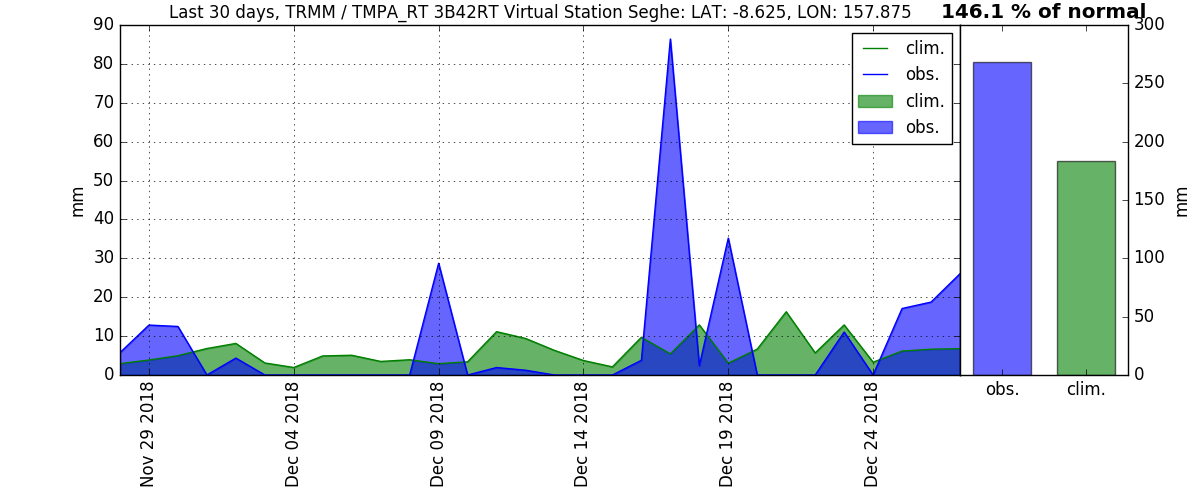 Last 30 days, TRMM / TMPA_RT 3B42RT Virtual Station Seghe: LAT: -8.625, LON: 157.875
146.1 % of normal
90
80
70
60
50
40
30
20
10
0
mm
clim.
obs.
clim.
obs.
Nov 29 2018
Dec 04 2018
Dec 09 2018
Dec 14 2018
Dec 19 2018
Dec 24 2018
300
250
200
150
100
50
0
mm
obs.
clim.